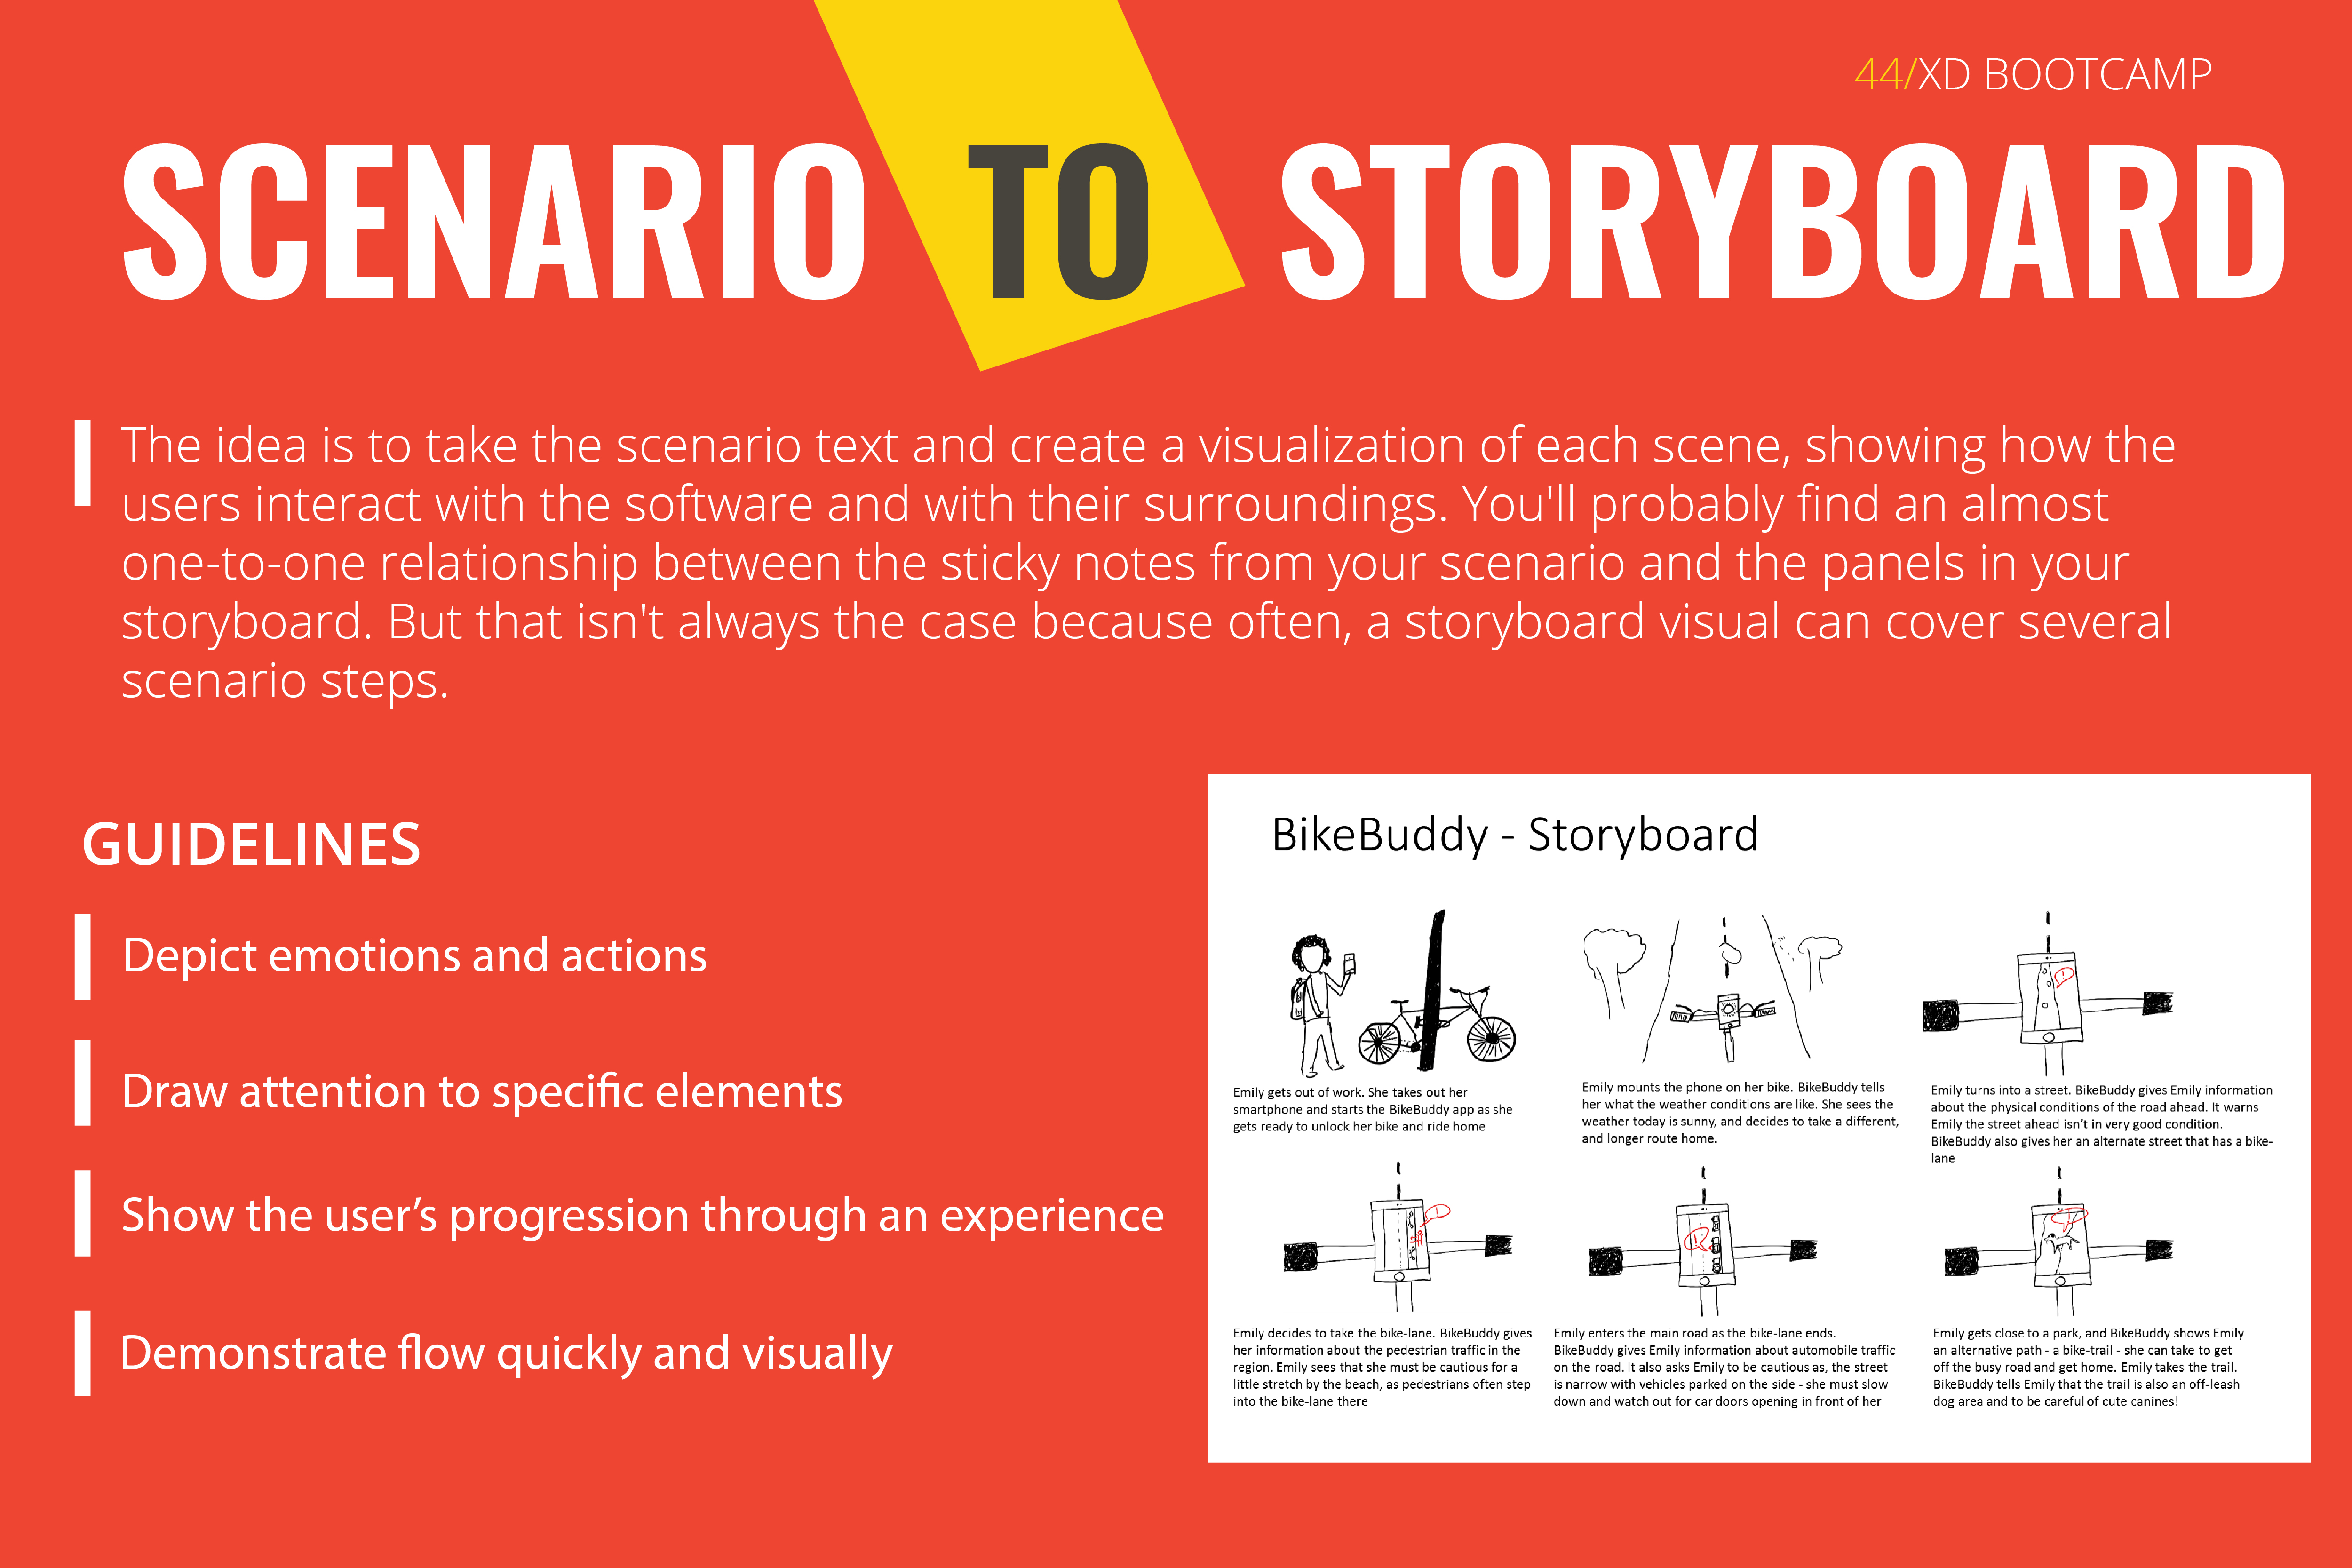 44/XD BOOTCAMP
SCENARIO TO STORYBOARD
The idea is to take the scenario text and create a visualization of each scene, showing how the
users interact with the software and with their surroundings. You'll probably find an almost
one-to-one relationship between the sticky notes from your scenario and the panels in your
storyboard. But that isn't always the case because often, a storyboard visual can cover several
scenario steps.
GUIDELINES
Depict emotions and actions
Draw attention to specific elements
Show the user’s progression through an experience
Demonstrate flow quickly and visually
BikeBuddy - Storyboard
Emily gets out of work. She takes out her
smartphone and starts the BikeBuddy app as she
gets ready to unlock her bike and ride home
Emily mounts the phone on her bike. BikeBuddy tells
her what the weather conditions are like. She sees the
weather today is sunny, and decides to take a different,
and longer route home.
Emily turns into a street. BikeBuddy gives Emily information
about the physical conditions of the road ahead. It warns
Emily the street ahead isn’t in very good condition.
BikeBuddy also gives her an alternate street that has a bike-
lane
Emily decides to take the bike-lane. BikeBuddy gives
her information about the pedestrian traffic in the
region. Emily sees that she must be cautious for a
little stretch by the beach, as pedestrians often step
into the bike-lane there
Emily enters the main road as the bike-lane ends.
BikeBuddy gives Emily information about automobile traffic
on the road. It also asks Emily to be cautious as, the street
is narrow with vehicles parked on the side - she must slow
down and watch out for car doors opening in front of her
Emily gets close to a park, and BikeBuddy shows Emily
an alternative path - a bike-trail - she can take to get
off the busy road and get home. Emily takes the trail.
BikeBuddy tells Emily that the trail is also an off-leash
dog area and to be careful of cute canines!